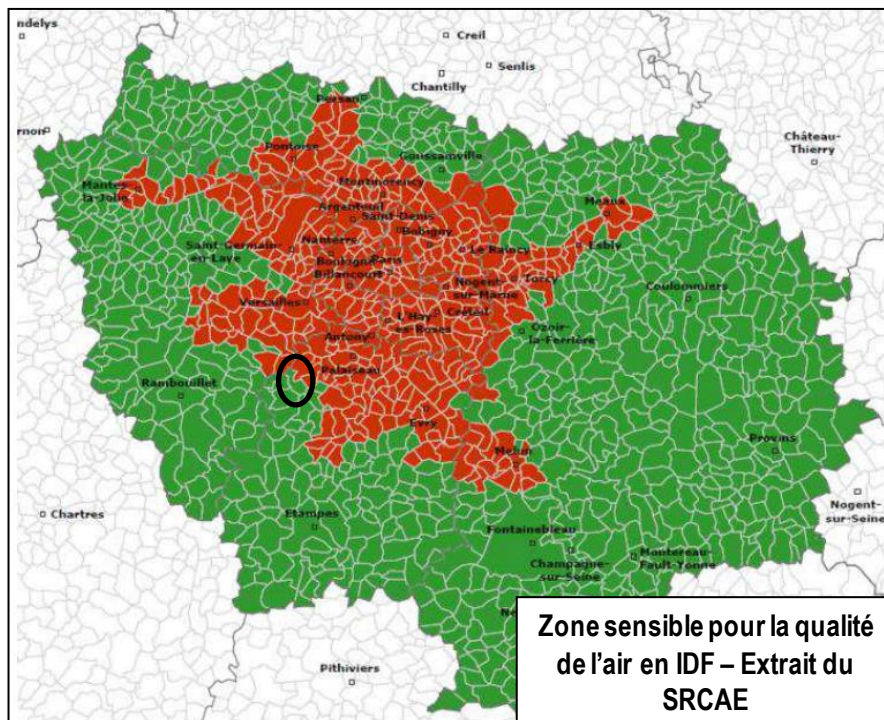 ndelys
Creil
Senlis
Chantilly
Persan
rnon
Château-
Thierry
Pontoise
Goussainville
Montmorency
Mantes-
la-Jolie
Meaux
Argenteuil
Saint-Denis
Bobigny
Saint-Germain-
en-Laye
Nanterre
Le Raincy
Esbly
Boulogne
Billancourt
Paris
Nogent-
sur-Marne
Torcy
Coulommiers
Versailles
L'Hay
es-Roses
Créteil
Ozoir-
la-Ferrière
Antony
Palaiseau
Rambouillet
Evry
Melun
Provins
Chartres
Etampes
Nogent-
sur-Seine
Fontainebleau
Champagne-
sur-Seine
Montereau-
Fault-Yonne
Ne
Pithiviers
Zone sensible pour la qualité
de l'air en IDF – Extrait du
SRCAE